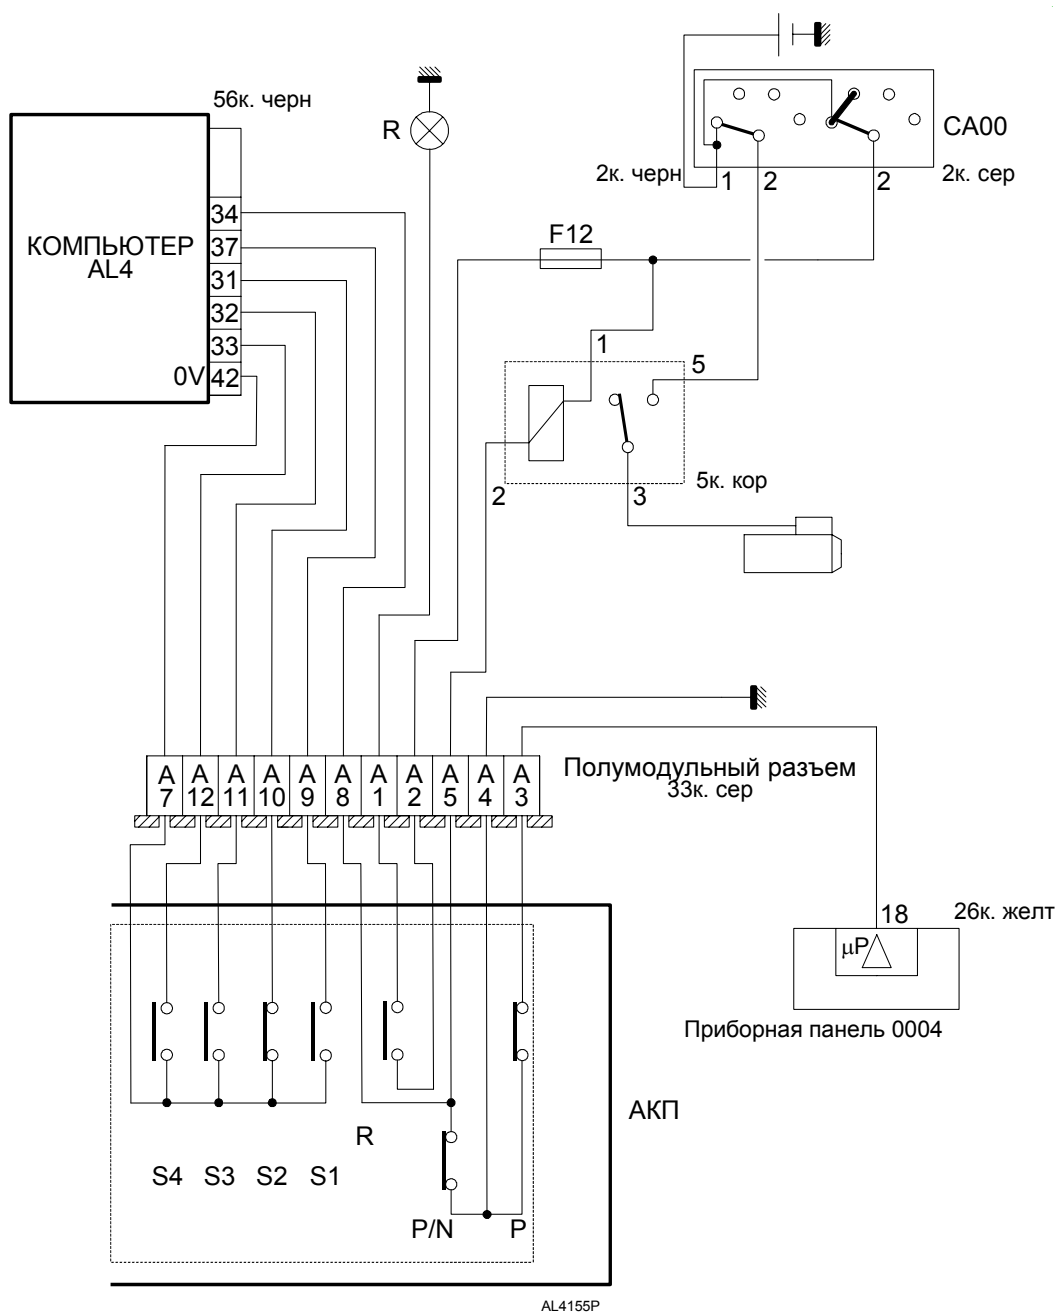 56к. черн
R
CA00
2к. черн
1
2
2
2к. сер
КОМПЬЮТЕР
AL4
34
37
31
32
33
0V
42
F12
1
5
2
3
5к. кор
A
7
A
12
A
11
A
10
A
9
A
8
A
1
A
2
A
5
A
4
A
3
Полумодульный разъем
33к. сер
18
26к. желт
µP
Приборная панель 0004
АКП
R
S4
S3
S2
S1
P/N
P
AL4155P